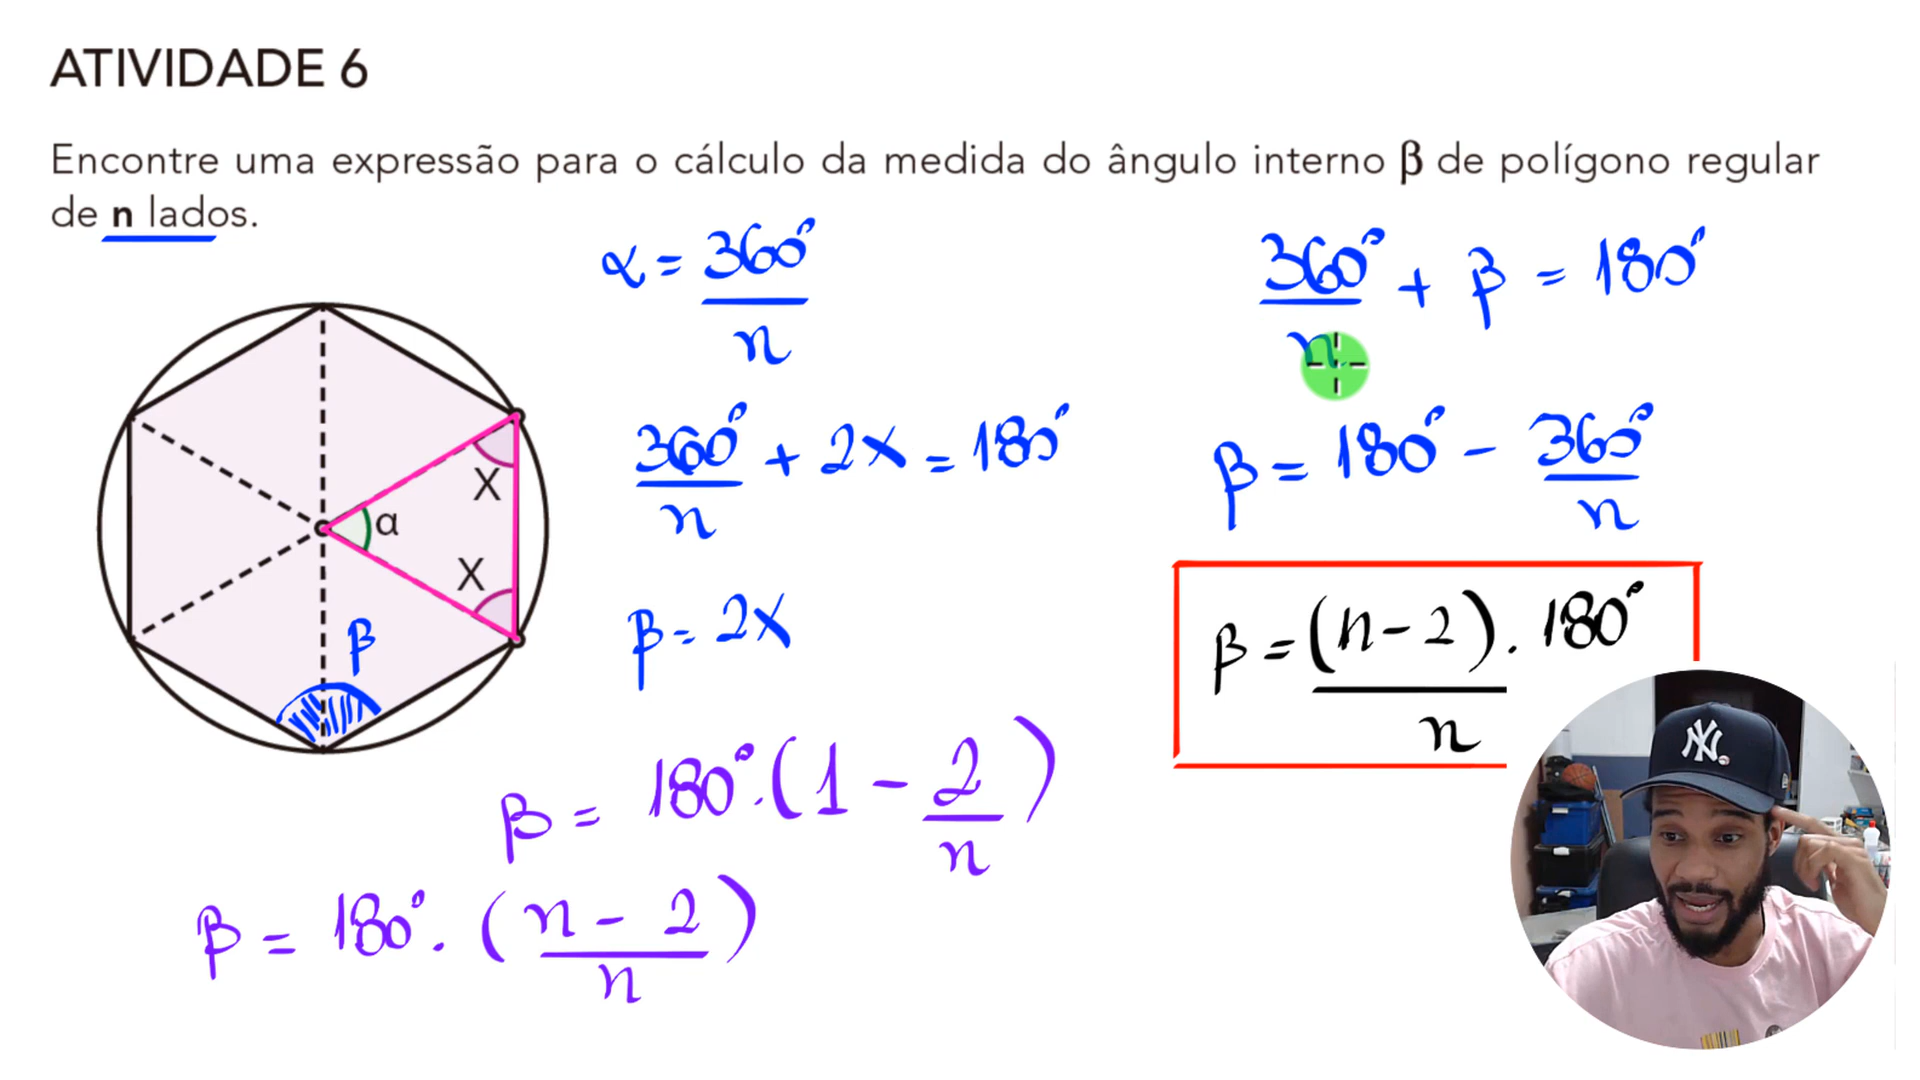 ATIVIDADE 6
Encontre uma expressão para o cálculo da medida do ângulo interno β de polígono regular
de n lados.
α = 360°/n
360°/n + 2x = 180°
β = 2x
360°/n + β = 180°
β = 180° - 360°/n
β = (n-2) . 180°/n
X
α
X
β
β = 180° . (1 - 2/n)
β = 180° . (n - 2/n)
NY